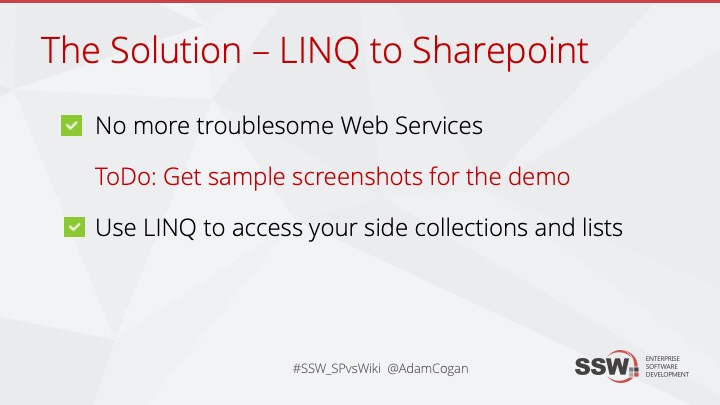 The Solution – LINQ to Sharepoint
No more troublesome Web Services
ToDo: Get sample screenshots for the demo
Use LINQ to access your side collections and lists
#SSW_SPvsWiki @AdamCogan
SSW
ENTERPRISE
SOFTWARE
DEVELOPMENT